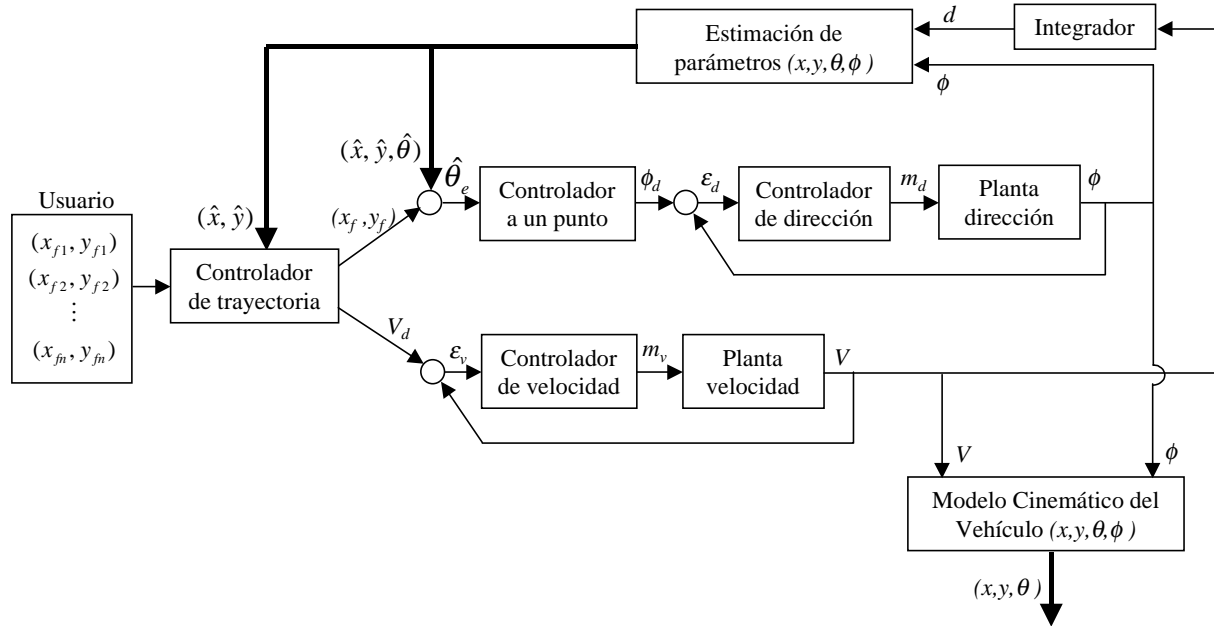 Estimación de
parámetros (x,y,θ,ϕ)
d
Integrador
ϕ
(x̂, ŷ, θ̂)
θ̂e
Controlador
a un punto
ϕd
εd
Controlador
de dirección
md
Planta
dirección
ϕ
Usuario
(xf1, yf1)
(xf2, yf2)
⋮
(xfn, yfn)
(x̂, ŷ)
(xf, yf)
Controlador
de trayectoria
Vd
εv
Controlador
de velocidad
mv
Planta
velocidad
V
V
ϕ
Modelo Cinemático del
Vehículo (x,y,θ,ϕ)
(x,y,θ)